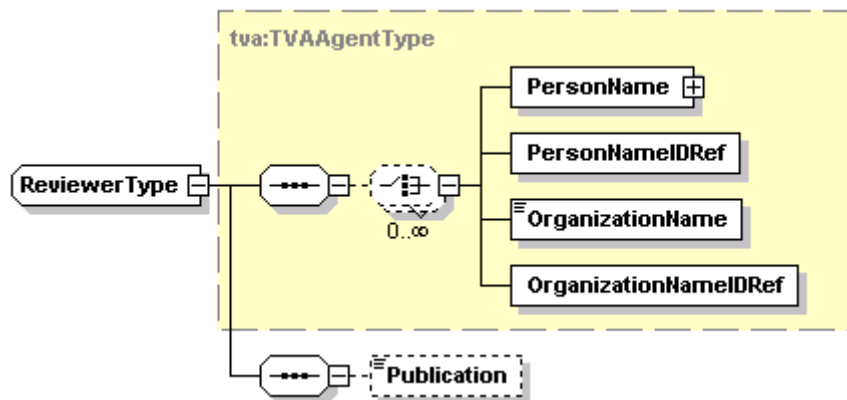 tva:TVAAgentType
PersonName
PersonNameIDRef
ReviewerType
0..∞
OrganizationName
OrganizationNameIDRef
Publication